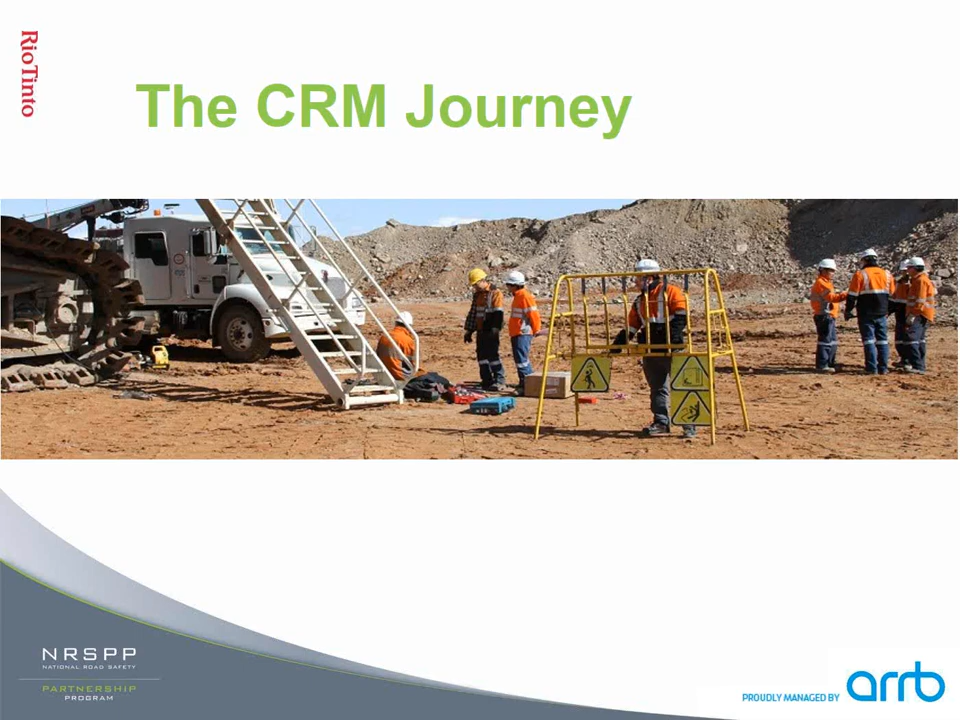 RioTinto
The CRM Journey
NRSPP
NATIONAL ROAD SAFETY
PARTNERSHIP
PROGRAM
PROUDLY MANAGED BY
arrb